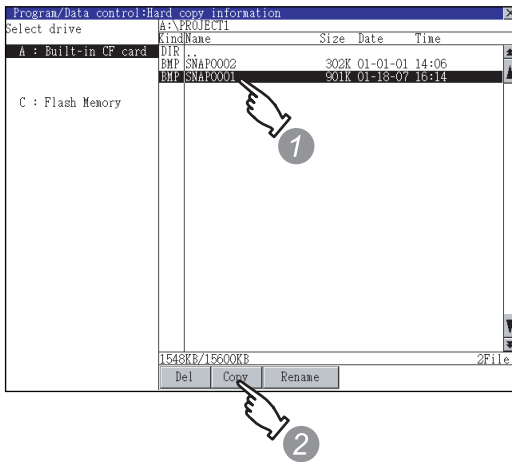 Program/Data control:Hard copy information X
Select drive
A:\PROJECT1
Kind Name Size Date Time
A : Built-in CF card
DIR ..
BMP SNAP0002 302K 01-01-01 14:06
BMP SNAP0001 901K 01-18-07 16:14
C : Flash Memory
1
1548KB/15600KB 2File
Del Copy Rename
2